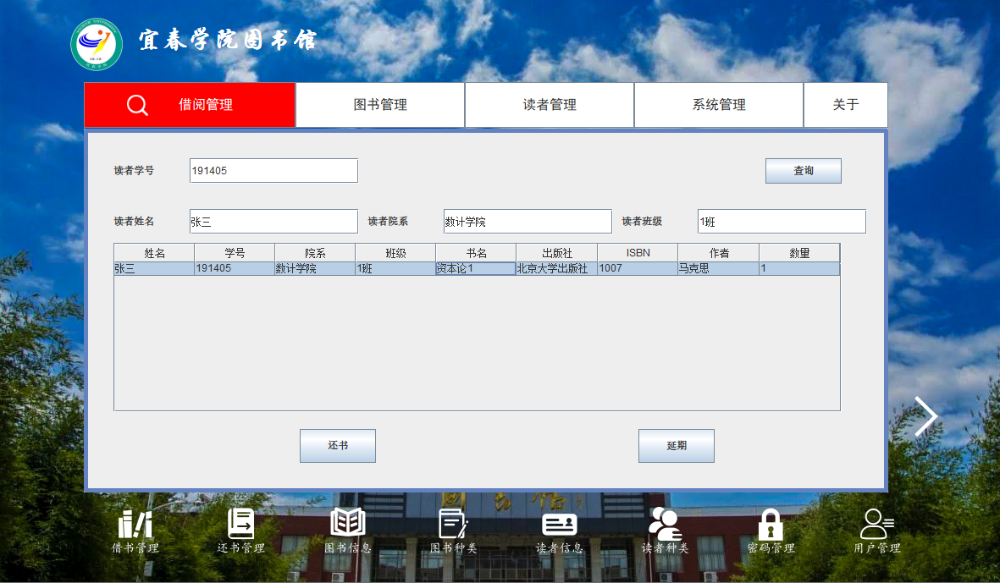 宜春学院图书馆
借阅管理 图书管理 读者管理 系统管理 关于
读者学号 191405 查询
读者姓名 张三 读者院系 数计学院 读者班级 1班
姓名 学号 院系 班级 书名 出版社 ISBN 作者 数量
张三 191405 数计学院 1班 资本论1 北京大学出版社 1007 马克思 1
还书 延期
借书管理 还书管理 图书信息 图书种类 读者信息 读者种类 密码管理 用户管理